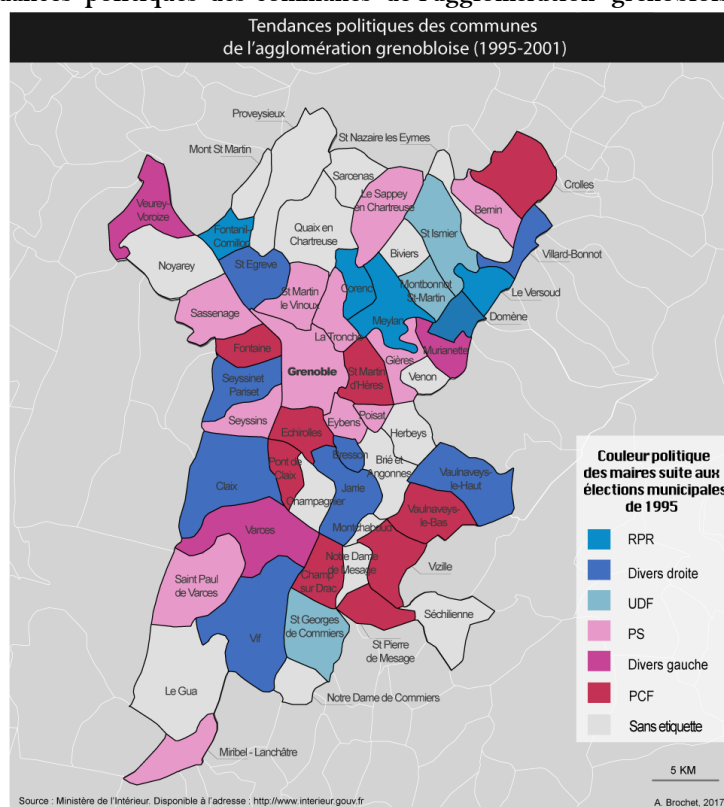 dances politiques des communes de l'agglomération grenobloise
Tendances politiques des communes
de l'agglomération grenobloise (1995-2001)
Proveysieux
St Nazaire les Eymes
Mont St Martin
Sarcenas
Crolles
Le Sappey
en Chartreuse
Bernin
Veurey-
Voroize
Fontanil-
Cornillon
Quaix en
Chartreuse
St Ismier
Biviers
Villard-Bonnot
Noyarey
St Egreve
St Martin
le Vinoux
Corenc
Montbonnot
St-Martin
Le Versoud
Sassenage
Meylan
Domène
La Tronche
Murianette
Fontaine
Gières
Grenoble
St Martin
d'Hères
Venon
Seyssinet
Pariset
Seyssins
Eybens
Poisat
Echirolles
Herbeys
Bresson
Pont de
Claix
Brié et
Angonnes
Claix
Jarrie
Champagnier
Vaulnaveys-
le-Haut
Vaulnaveys-
le-Bas
Varces
Montchaboud
Notre Dame
de Mesage
Vizille
Saint Paul
de Varces
Champ
sur Drac
St Georges
de Commiers
Séchilienne
Vif
St Pierre
de Mesage
Le Gua
Notre Dame de Commiers
Miribel - Lanchâtre
Couleur politique
des maires suite aux
élections municipales
de 1995
RPR
Divers droite
UDF
PS
Divers gauche
PCF
Sans etiquette
5 KM
Source : Ministère de l'Intérieur. Disponible à l'adresse : http://www.interieur.gouv.fr
A. Brochet, 2017